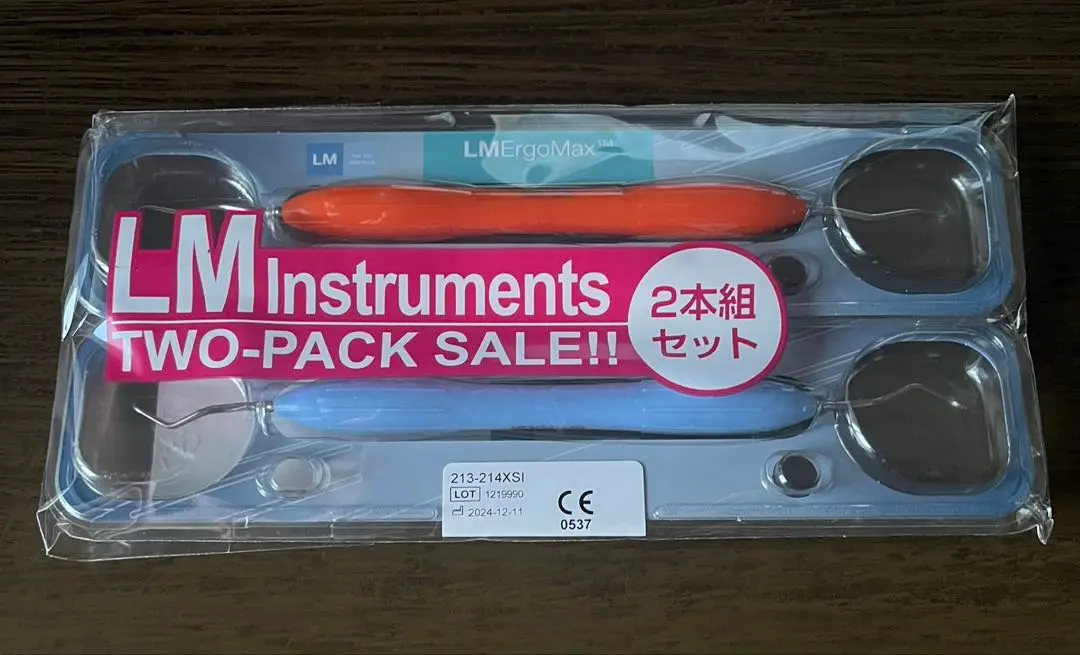 LM
LMErgoMax™
LM Instruments
TWO-PACK SALE!!
2本組
セット
213-214XSI
LOT 1219990
2024-12-11
CE
0537